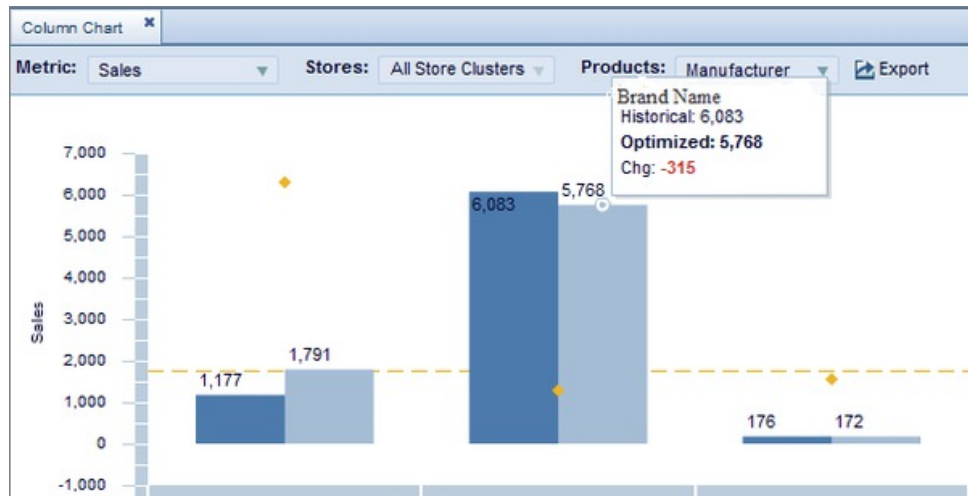 Column Chart
Metric: Sales Stores: All Store Clusters Products: Manufacturer Export
Brand Name
Historical: 6,083
Optimized: 5,768
Chg: -315
7,000
6,000
5,000
4,000
3,000
2,000
1,000
0
-1,000
Sales
1,177
1,791
6,083
5,768
176
172